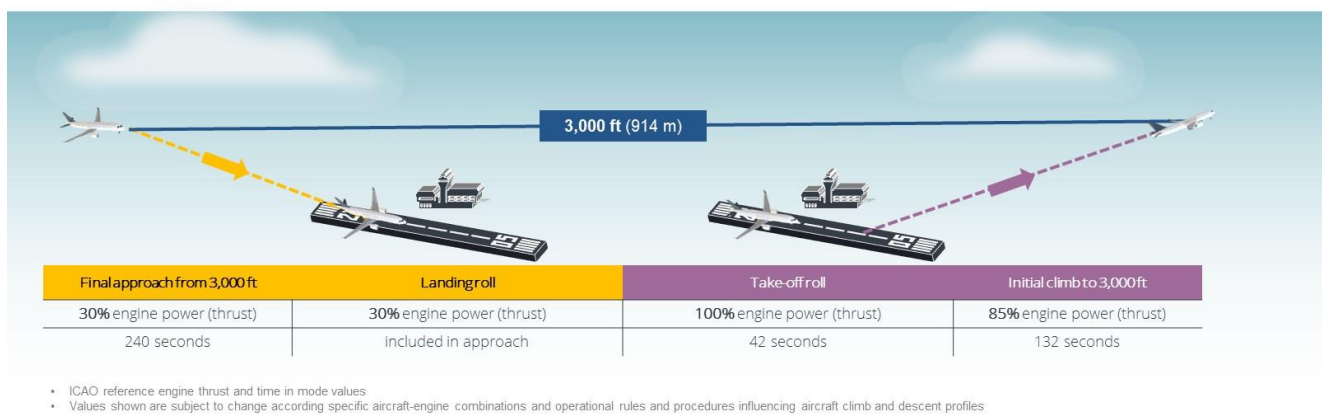 3,000 ft (914 m)
05
05
Final approach from 3,000 ft
Landing roll
Take-off roll
Initial climb to 3,000 ft
30% engine power (thrust)
30% engine power (thrust)
100% engine power (thrust)
85% engine power (thrust)
240 seconds
included in approach
42 seconds
132 seconds
• ICAO reference engine thrust and time in mode values
• Values shown are subject to change according specific aircraft-engine combinations and operational rules and procedures influencing aircraft climb and descent profiles